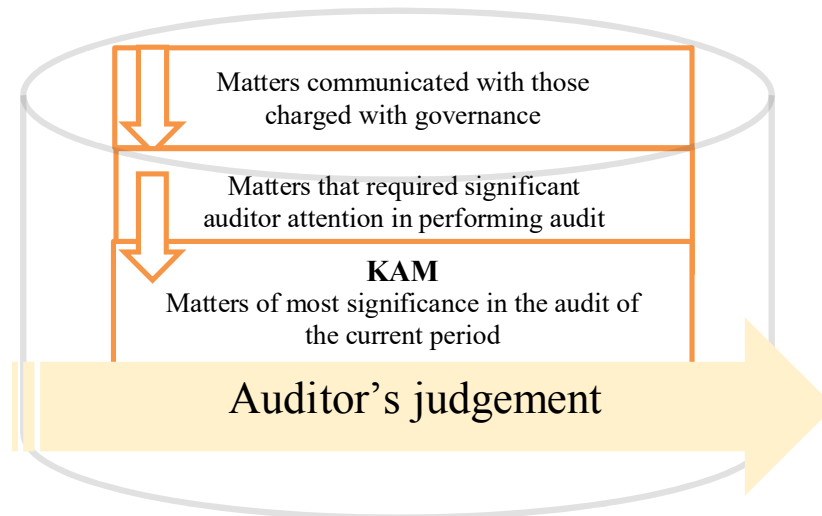 Matters communicated with those
charged with governance
Matters that required significant
auditor attention in performing audit
KAM
Matters of most significance in the audit of
the current period
Auditor’s judgement